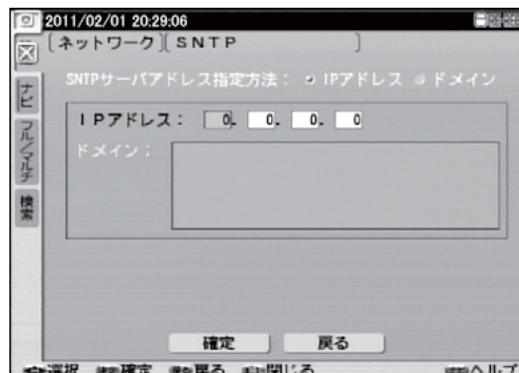 2011/02/01 20:29:06
[ネットワーク][SNTP]
SNTPサーバアドレス指定方法： IPアドレス ドメイン
ナビ
IPアドレス： 0. 0. 0. 0
ドメイン：
フル/マルチ
検索
確定 戻る
選択 確定 戻る 閉じる ヘルプ